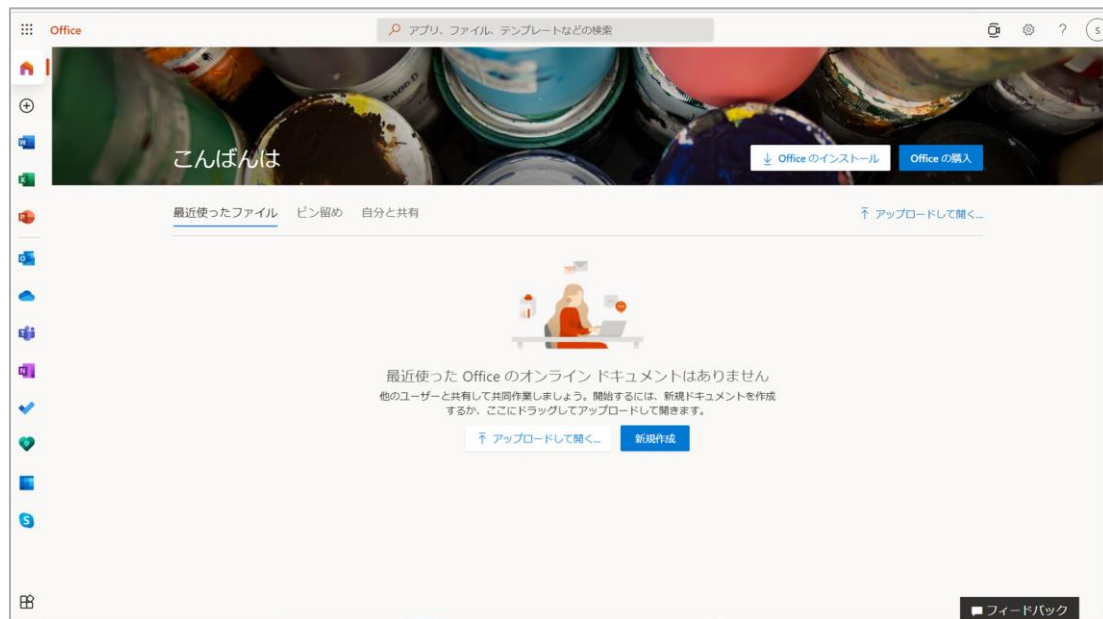 Office
アプリ、ファイル、テンプレートなどの検索
?
S
こんばんは
Office のインストール
Office の購入
最近使ったファイル
ピン留め
自分と共有
アップロードして開く...
最近使った Office のオンライン ドキュメントはありません
他のユーザーと共有して共同作業しましょう。開始するには、新規ドキュメントを作成
するか、ここにドラッグしてアップロードして開きます。
アップロードして開く...
新規作成
フィードバック